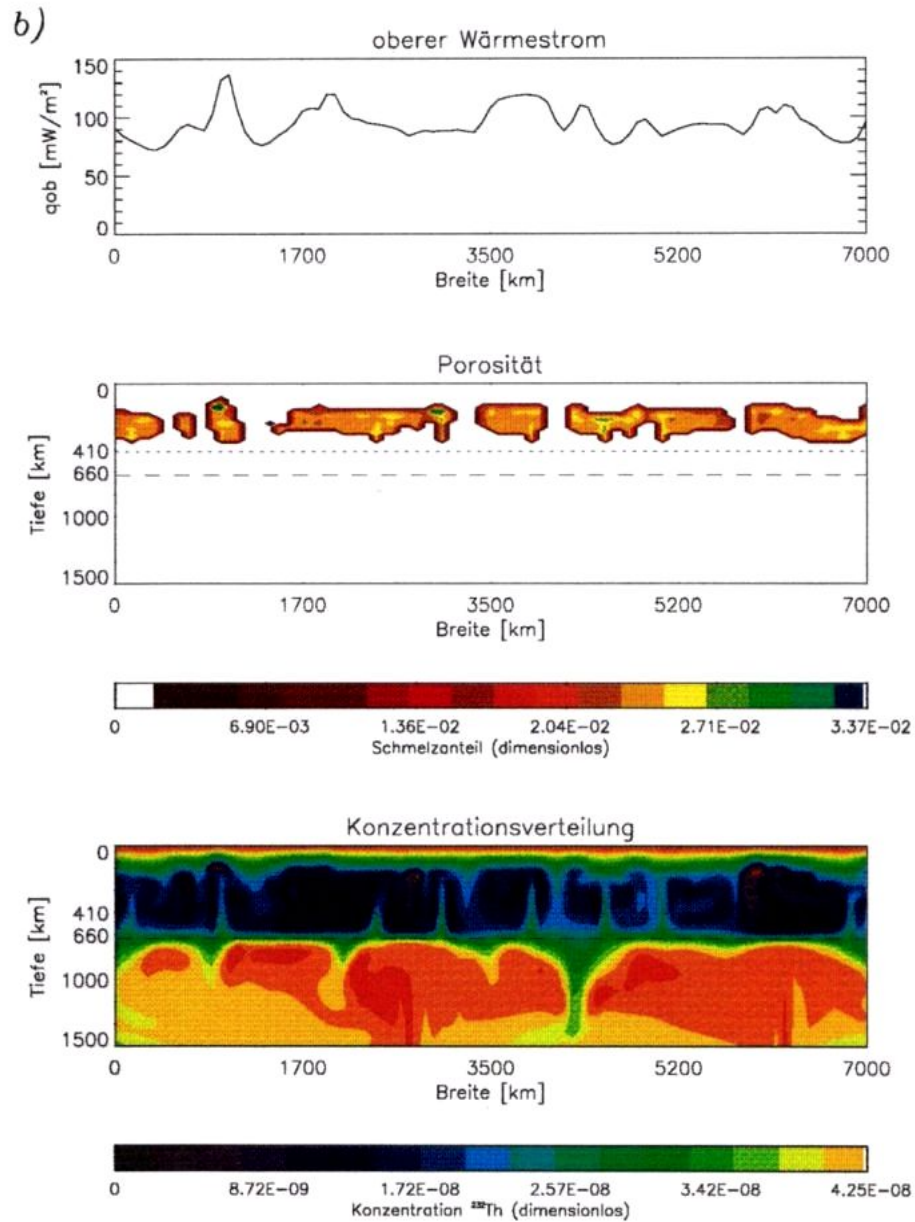 b)
oberer Wärmestrom
150
100
50
0
qob [mW/m²]
0 1700 3500 5200 7000
Breite [km]
Porosität
0
410
660
1000
1500
Tiefe [km]
0 1700 3500 5200 7000
Breite [km]
0 6.90E-03 1.36E-02 2.04E-02 2.71E-02 3.37E-02
Schmelzanteil (dimensionlos)
Konzentrationsverteilung
0
410
660
1000
1500
Tiefe [km]
0 1700 3500 5200 7000
Breite [km]
0 8.72E-09 1.72E-08 2.57E-08 3.42E-08 4.25E-08
Konzentration ²³²Th (dimensionlos)